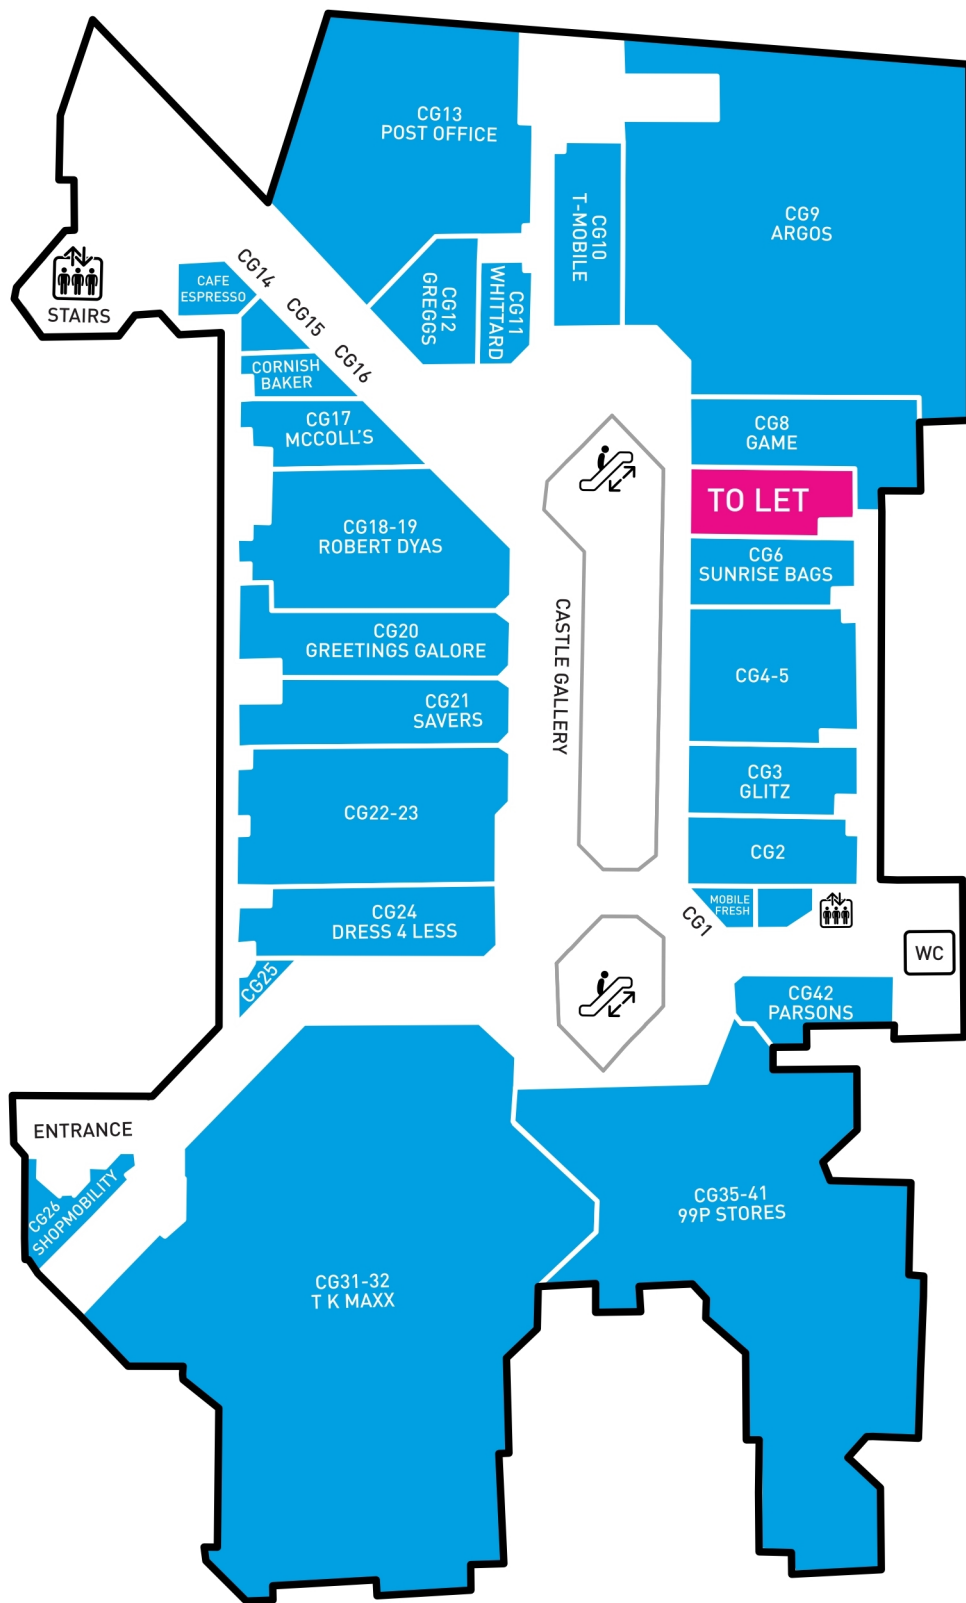 CG13
POST OFFICE
CG10
T-MOBILE
CG9
ARGOS
CG14
CAFE
ESPRESSO
STAIRS
CG15
CG16
CG12
GREGGS
CG11
WHITTARD
CORNISH
BAKER
CG17
MCCOLL'S
CG8
GAME
TO LET
CG18-19
ROBERT DYAS
CG6
SUNRISE BAGS
CG20
GREETINGS GALORE
CASTLE GALLERY
CG4-5
CG21
SAVERS
CG3
GLITZ
CG22-23
CG2
CG24
DRESS 4 LESS
MOBILE
FRESH
CG1
WC
CG25
CG42
PARSONS
ENTRANCE
CG26
SHOPMOBILITY
CG35-41
99P STORES
CG31-32
T K MAXX